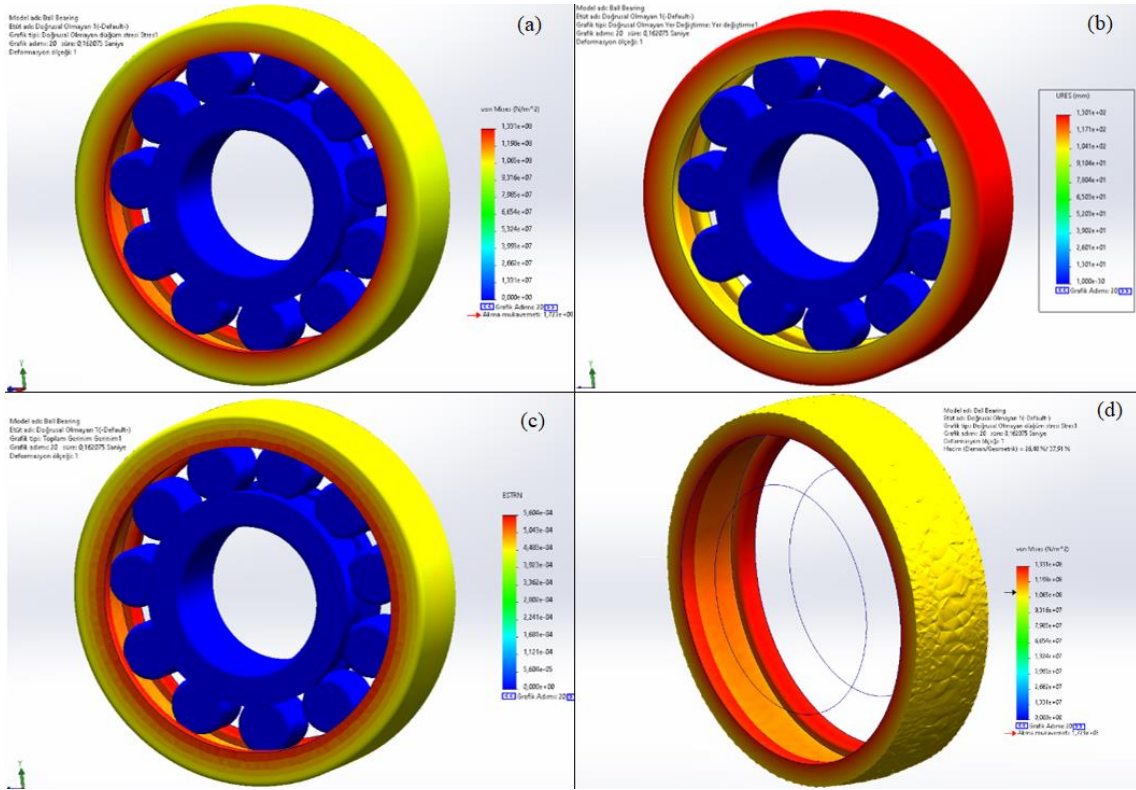 Model adı: Ball Bearing
Etüt adı: Doğrusal Olmayan 1(-Default-)
Grafik tipi: Doğrusal Olmayan düğüm stresi Stres1
Grafik adımı: 20 süre: 0,162075 Saniye
Deformasyon ölçeği: 1
(a)
von Mises (N/m^2)
1,331e+08
1,198e+08
1,065e+08
9,316e+07
7,985e+07
6,654e+07
5,324e+07
3,993e+07
2,662e+07
1,331e+07
0,000e+00
Grafik Adımı: 20
Akma mukavemeti: 1,723e+08
Y
Model adı: Ball Bearing
Etüt adı: Doğrusal Olmayan 1(-Default-)
Grafik tipi: Doğrusal Olmayan Yer Değiştirme: Yer değiştirme1
Grafik adımı: 20 süre: 0,162075 Saniye
Deformasyon ölçeği: 1
(b)
URES (mm)
1,301e+02
1,171e+02
1,041e+02
9,104e+01
7,804e+01
6,503e+01
5,203e+01
3,902e+01
2,601e+01
1,301e+01
1,000e-30
Grafik Adımı: 20
Y
Model adı: Ball Bearing
Etüt adı: Doğrusal Olmayan 1(-Default-)
Grafik tipi: Toplam Gerinim Gerinim1
Grafik adımı: 20 süre: 0,162075 Saniye
Deformasyon ölçeği: 1
(c)
ESTRN
5,604e-04
5,043e-04
4,483e-04
3,923e-04
3,362e-04
2,802e-04
2,241e-04
1,681e-04
1,121e-04
5,604e-05
0,000e+00
Grafik Adımı: 20
Y
(d)
Model adı: Ball Bearing
Etüt adı: Doğrusal Olmayan 1(-Default-)
Grafik tipi: Doğrusal Olmayan düğüm stresi Stres1
Grafik adımı: 20 süre: 0,162075 Saniye
Deformasyon ölçeği: 1
von Mises (N/m^2)
1,331e+08
1,198e+08
1,065e+08
9,316e+07
7,985e+07
6,654e+07
5,324e+07
3,993e+07
2,662e+07
1,331e+07
0,000e+00
Grafik Adımı: 20
Akma mukavemeti:
Y